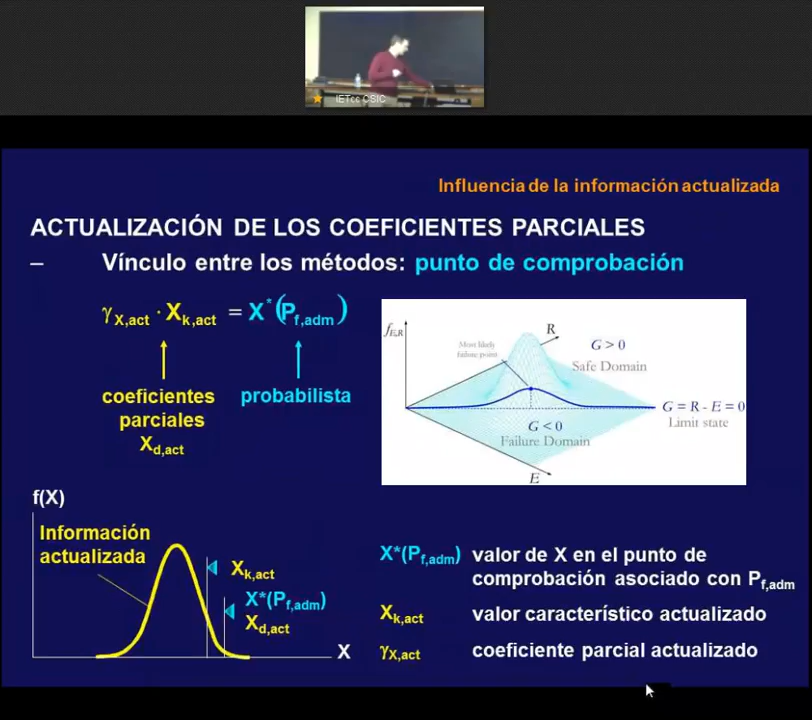 IETcc CSIC
Influencia de la información actualizada
ACTUALIZACIÓN DE LOS COEFICIENTES PARCIALES
– Vínculo entre los métodos: punto de comprobación
γX,act · Xk,act = X*(Pf,adm)
coeficientes
parciales
Xd,act
probabilista
fE,R
R
Most likely
failure point
G > 0
Safe Domain
G = R - E = 0
Limit state
G < 0
Failure Domain
E
f(X)
Información
actualizada
Xk,act
X*(Pf,adm)
Xd,act
X
X*(Pf,adm) valor de X en el punto de
comprobación asociado con Pf,adm
Xk,act valor característico actualizado
γX,act coeficiente parcial actualizado